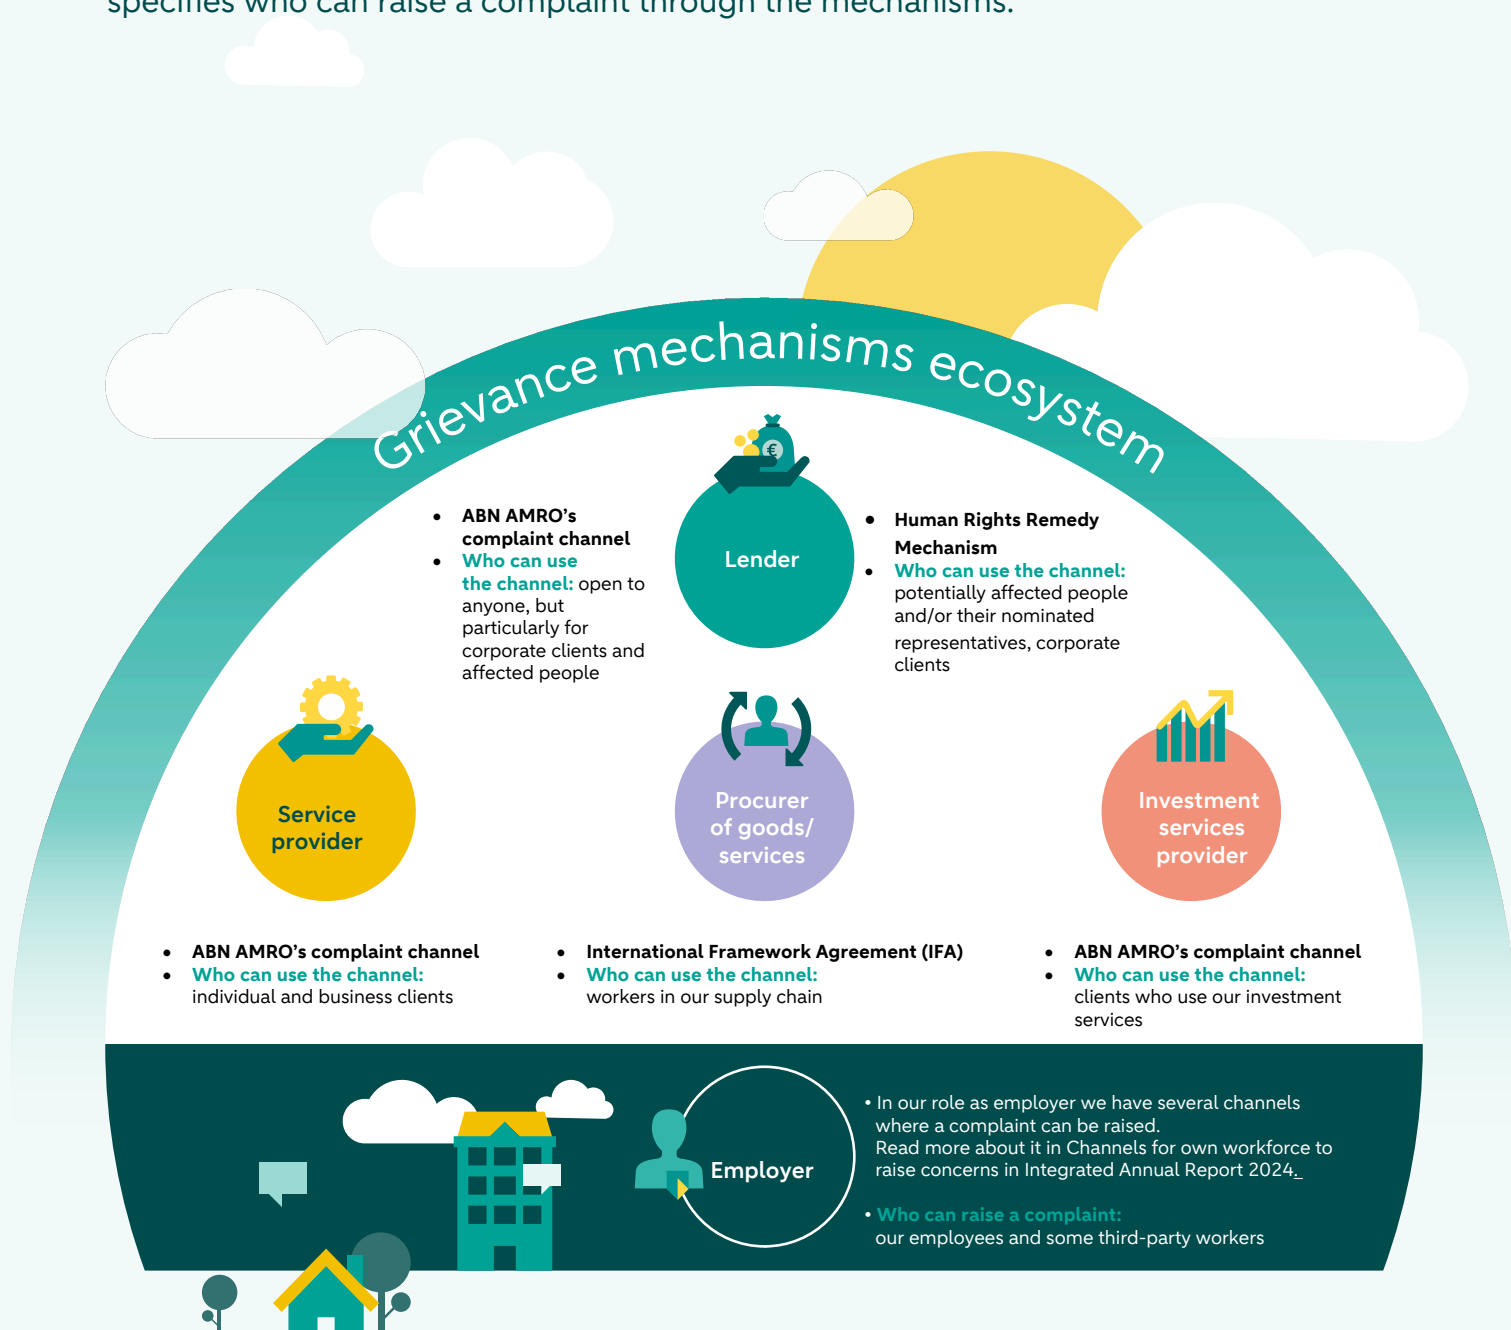 specifies who can raise a complaint through the mechanisms.
Grievance mechanisms ecosystem
€
• ABN AMRO's
complaint channel
• Who can use
the channel: open to
anyone, but
particularly for
corporate clients and
affected people
Lender
• Human Rights Remedy
Mechanism
• Who can use the channel:
potentially affected people
and/or their nominated
representatives, corporate
clients
Service
provider
Procurer
of goods/
services
Investment
services
provider
• ABN AMRO's complaint channel
• Who can use the channel:
individual and business clients
• International Framework Agreement (IFA)
• Who can use the channel:
workers in our supply chain
• ABN AMRO's complaint channel
• Who can use the channel:
clients who use our investment
services
Employer
• In our role as employer we have several channels
where a complaint can be raised.
Read more about it in Channels for own workforce to
raise concerns in Integrated Annual Report 2024.
• Who can raise a complaint:
our employees and some third-party workers